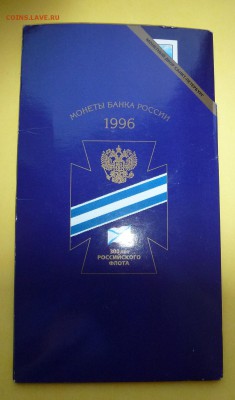 COINS.LAVE.RU
МОНЕТЫ БАНКА РОССИИ
1996
300 лет
РОССИЙСКОГО
ФЛОТА